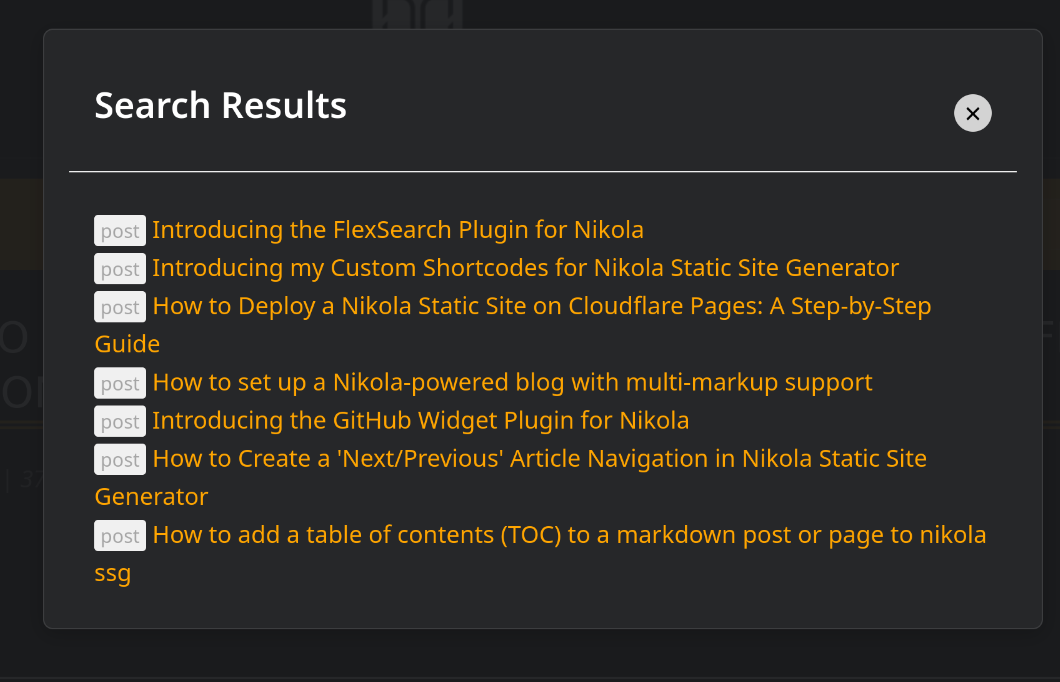 Search Results
post Introducing the FlexSearch Plugin for Nikola
post Introducing my Custom Shortcodes for Nikola Static Site Generator
post How to Deploy a Nikola Static Site on Cloudflare Pages: A Step-by-Step
Guide
post How to set up a Nikola-powered blog with multi-markup support
post Introducing the GitHub Widget Plugin for Nikola
post How to Create a 'Next/Previous' Article Navigation in Nikola Static Site
Generator
post How to add a table of contents (TOC) to a markdown post or page to nikola
ssg